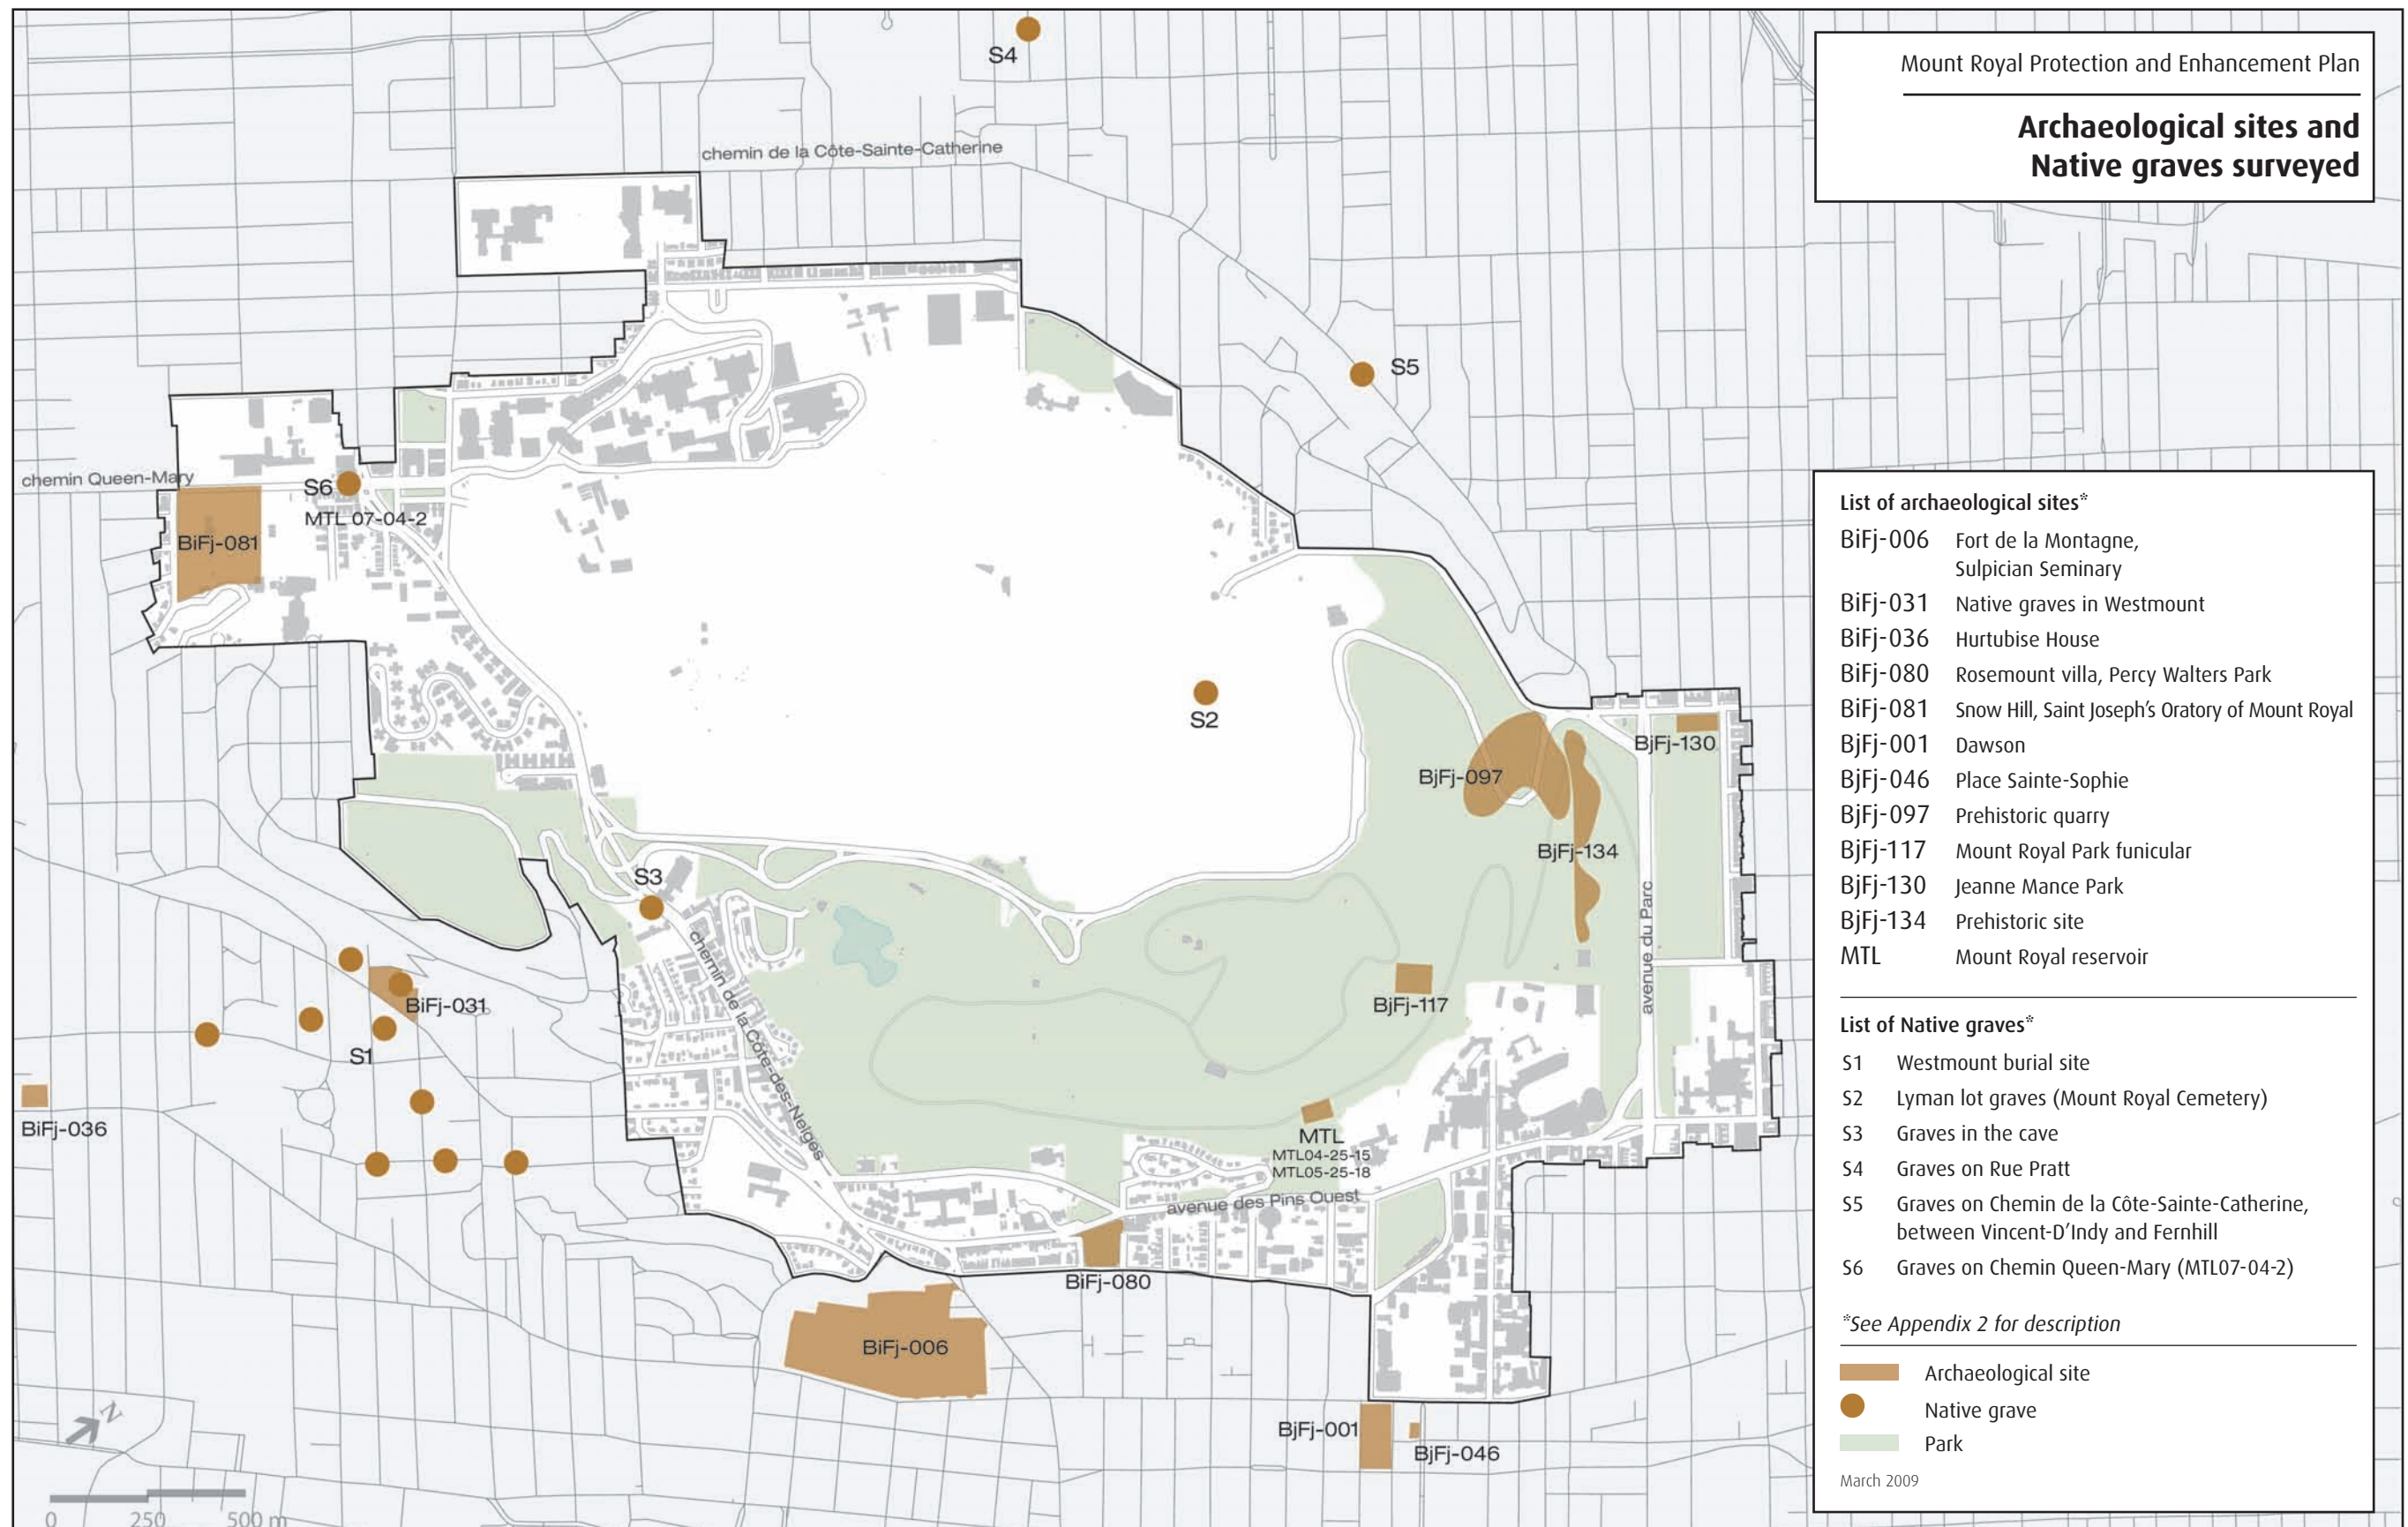 S4
Mount Royal Protection and Enhancement Plan
Archaeological sites and
Native graves surveyed
chemin de la Côte-Sainte-Catherine
S5
chemin Queen-Mary
S6
MTL 07-04-2
BiFj-081
S2
BjFj-130
BjFj-097
BjFj-134
S3
avenue du Parc
chemin de la Côte-des-Neiges
BiFj-031
BjFj-117
S1
BiFj-036
MTL
MTL04-25-15
MTL05-25-18
avenue des Pins Ouest
BiFj-080
BiFj-006
BjFj-001
BjFj-046
N
0 250 500 m
List of archaeological sites*
BiFj-006 Fort de la Montagne,
Sulpician Seminary
BiFj-031 Native graves in Westmount
BiFj-036 Hurtubise House
BiFj-080 Rosemount villa, Percy Walters Park
BiFj-081 Snow Hill, Saint Joseph's Oratory of Mount Royal
BjFj-001 Dawson
BjFj-046 Place Sainte-Sophie
BjFj-097 Prehistoric quarry
BjFj-117 Mount Royal Park funicular
BjFj-130 Jeanne Mance Park
BjFj-134 Prehistoric site
MTL Mount Royal reservoir
List of Native graves*
S1 Westmount burial site
S2 Lyman lot graves (Mount Royal Cemetery)
S3 Graves in the cave
S4 Graves on Rue Pratt
S5 Graves on Chemin de la Côte-Sainte-Catherine,
between Vincent-D'Indy and Fernhill
S6 Graves on Chemin Queen-Mary (MTL07-04-2)
*See Appendix 2 for description
Archaeological site
Native grave
Park
March 2009